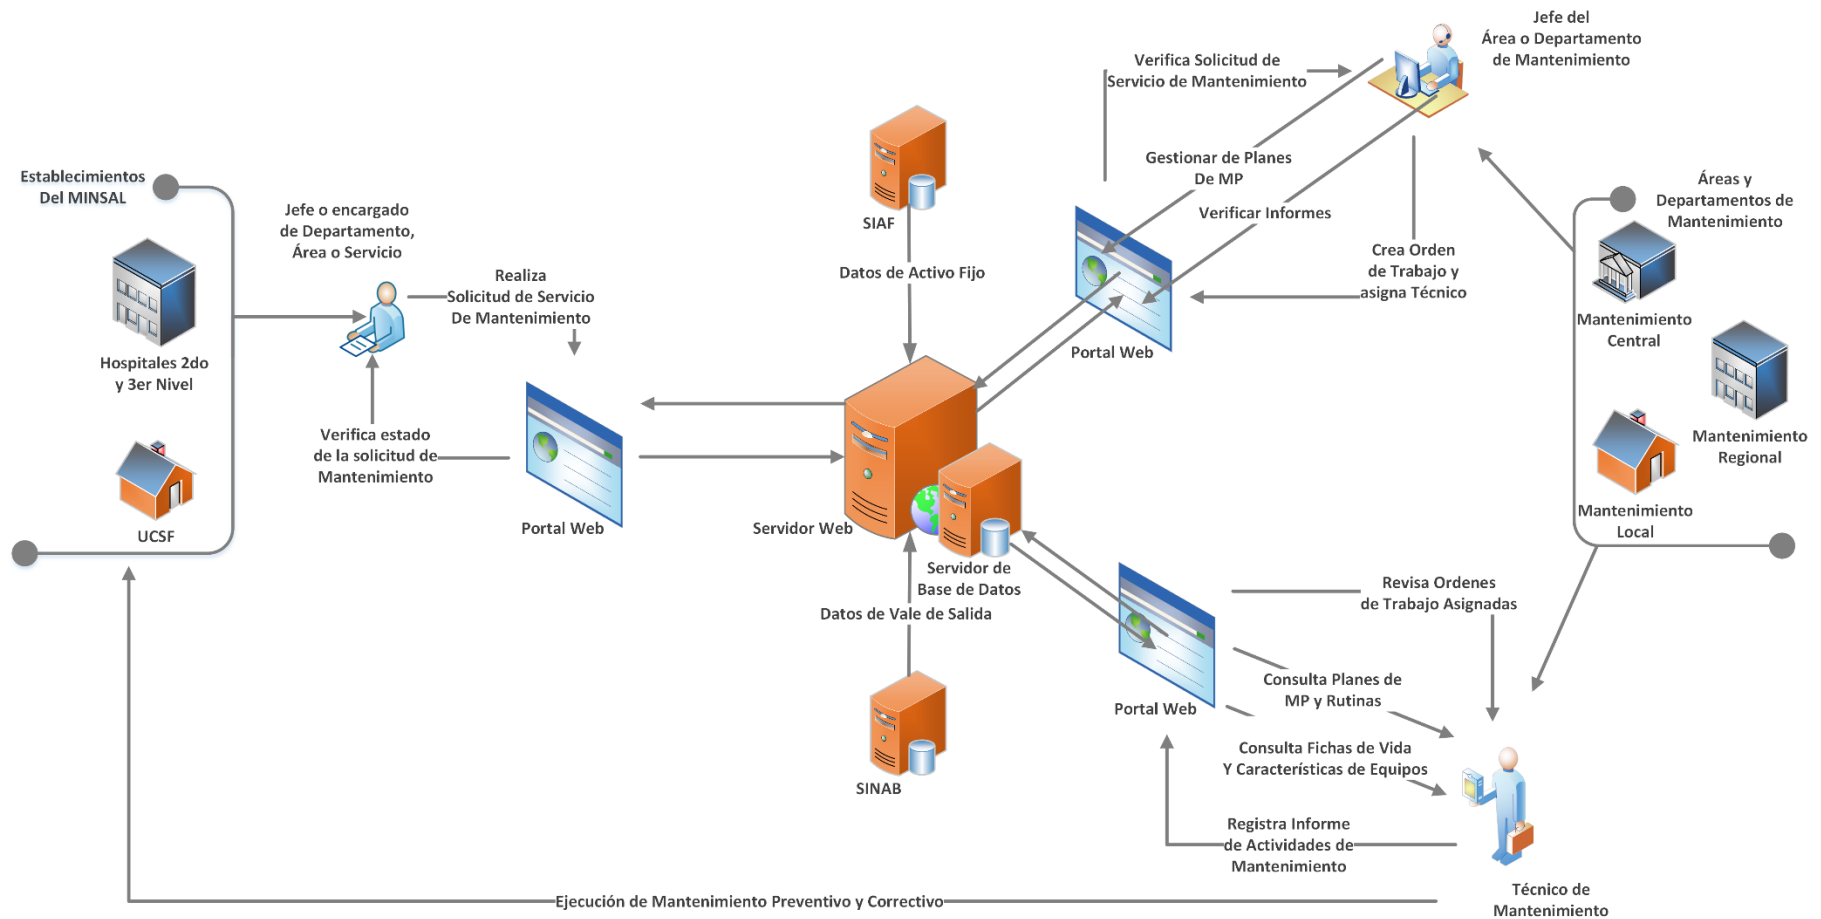 Establecimientos
Del MINSAL
Hospitales 2do
y 3er Nivel
UCSF
Jefe o encargado
de Departamento,
Área o Servicio
Realiza
Solicitud de Servicio
De Mantenimiento
Verifica estado
de la solicitud de
Mantenimiento
Portal Web
SIAF
Datos de Activo Fijo
Servidor Web
Servidor de
Base de Datos
Datos de Vale de Salida
SINAB
Verifica Solicitud de
Servicio de Mantenimiento
Gestionar de Planes
De MP
Verificar Informes
Portal Web
Jefe del
Área o Departamento
de Mantenimiento
Crea Orden
de Trabajo y
asigna Técnico
Áreas y
Departamentos de
Mantenimiento
Mantenimiento
Central
Mantenimiento
Regional
Mantenimiento
Local
Revisa Ordenes
de Trabajo Asignadas
Consulta Planes de
MP y Rutinas
Portal Web
Consulta Fichas de Vida
Y Características de Equipos
Registra Informe
de Actividades de
Mantenimiento
Técnico de
Mantenimiento
Ejecución de Mantenimiento Preventivo y Correctivo